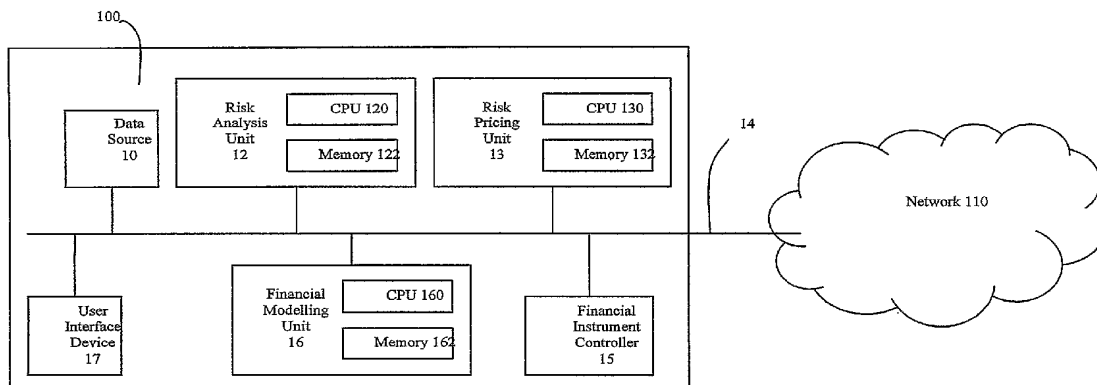 100
Data
Source
10
Risk
Analysis
Unit
12
CPU 120
Memory 122
Risk
Pricing
Unit
13
CPU 130
Memory 132
14
Network 110
User
Interface
Device
17
Financial
Modelling
Unit
16
CPU 160
Memory 162
Financial
Instrument
Controller
15